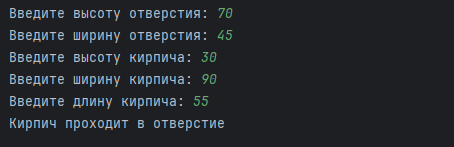 Введите высоту отверстия: 70
Введите ширину отверстия: 45
Введите высоту кирпича: 30
Введите ширину кирпича: 90
Введите длину кирпича: 55
Кирпич проходит в отверстие